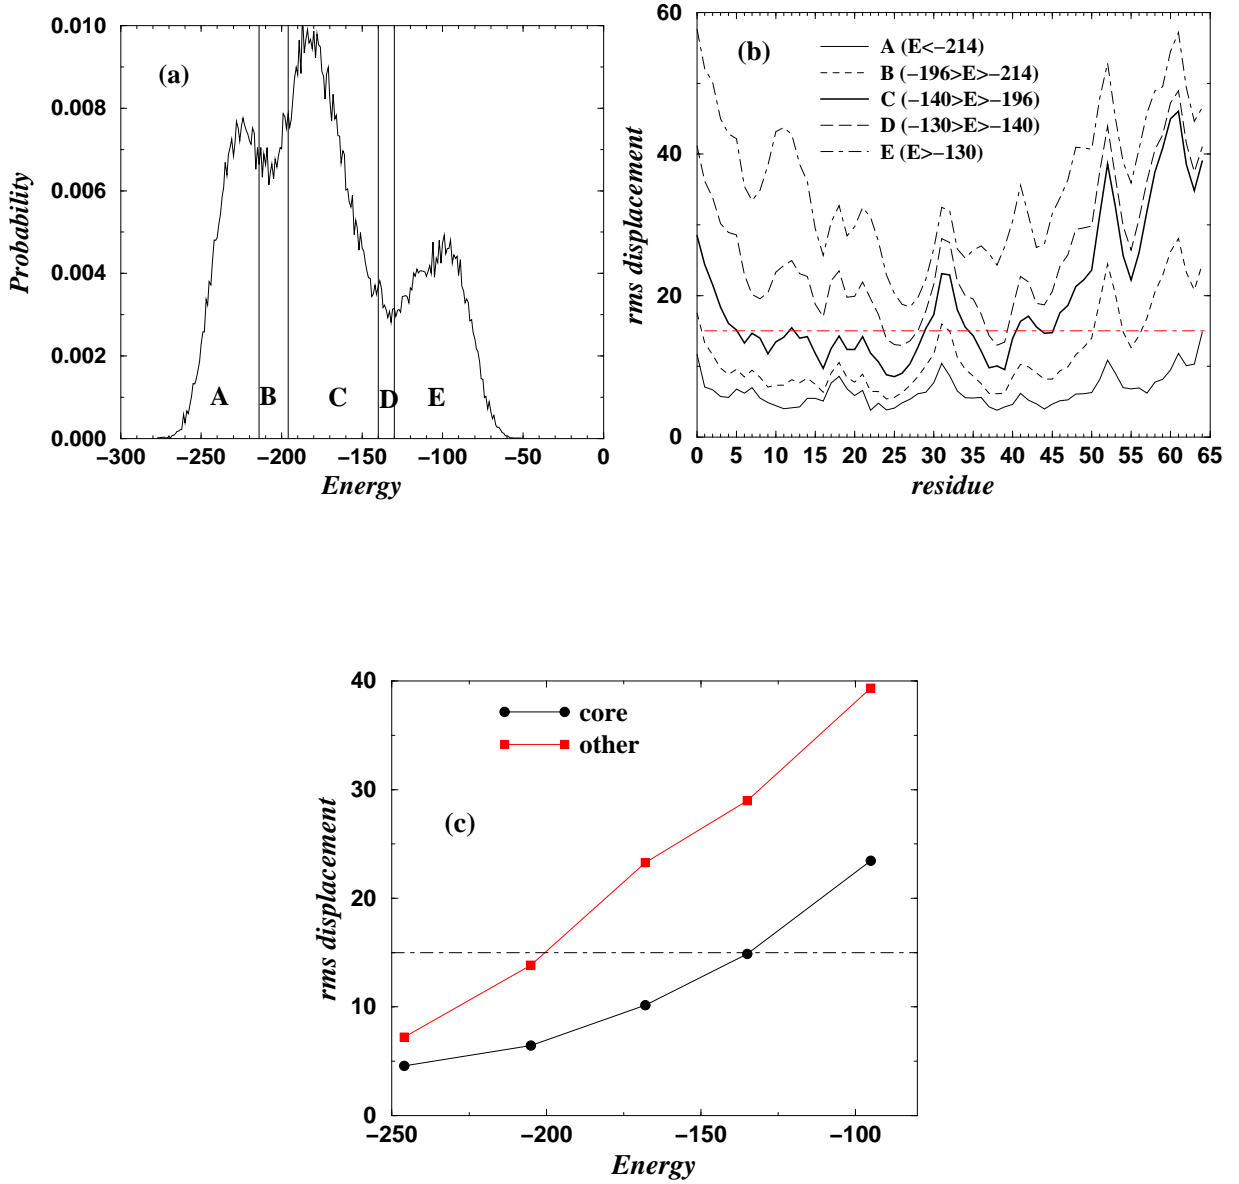 (a)
Probability
0.010
0.008
0.006
0.004
0.002
0.000
A B C D E
−300 −250 −200 −150 −100 −50 0
Energy
(b)
rms displacement
60
40
20
0
A (E<−214)
B (−196>E>−214)
C (−140>E>−196)
D (−130>E>−140)
E (E>−130)
0 5 10 15 20 25 30 35 40 45 50 55 60 65
residue
(c)
rms displacement
40
30
20
10
0
core
other
−250 −200 −150 −100
Energy